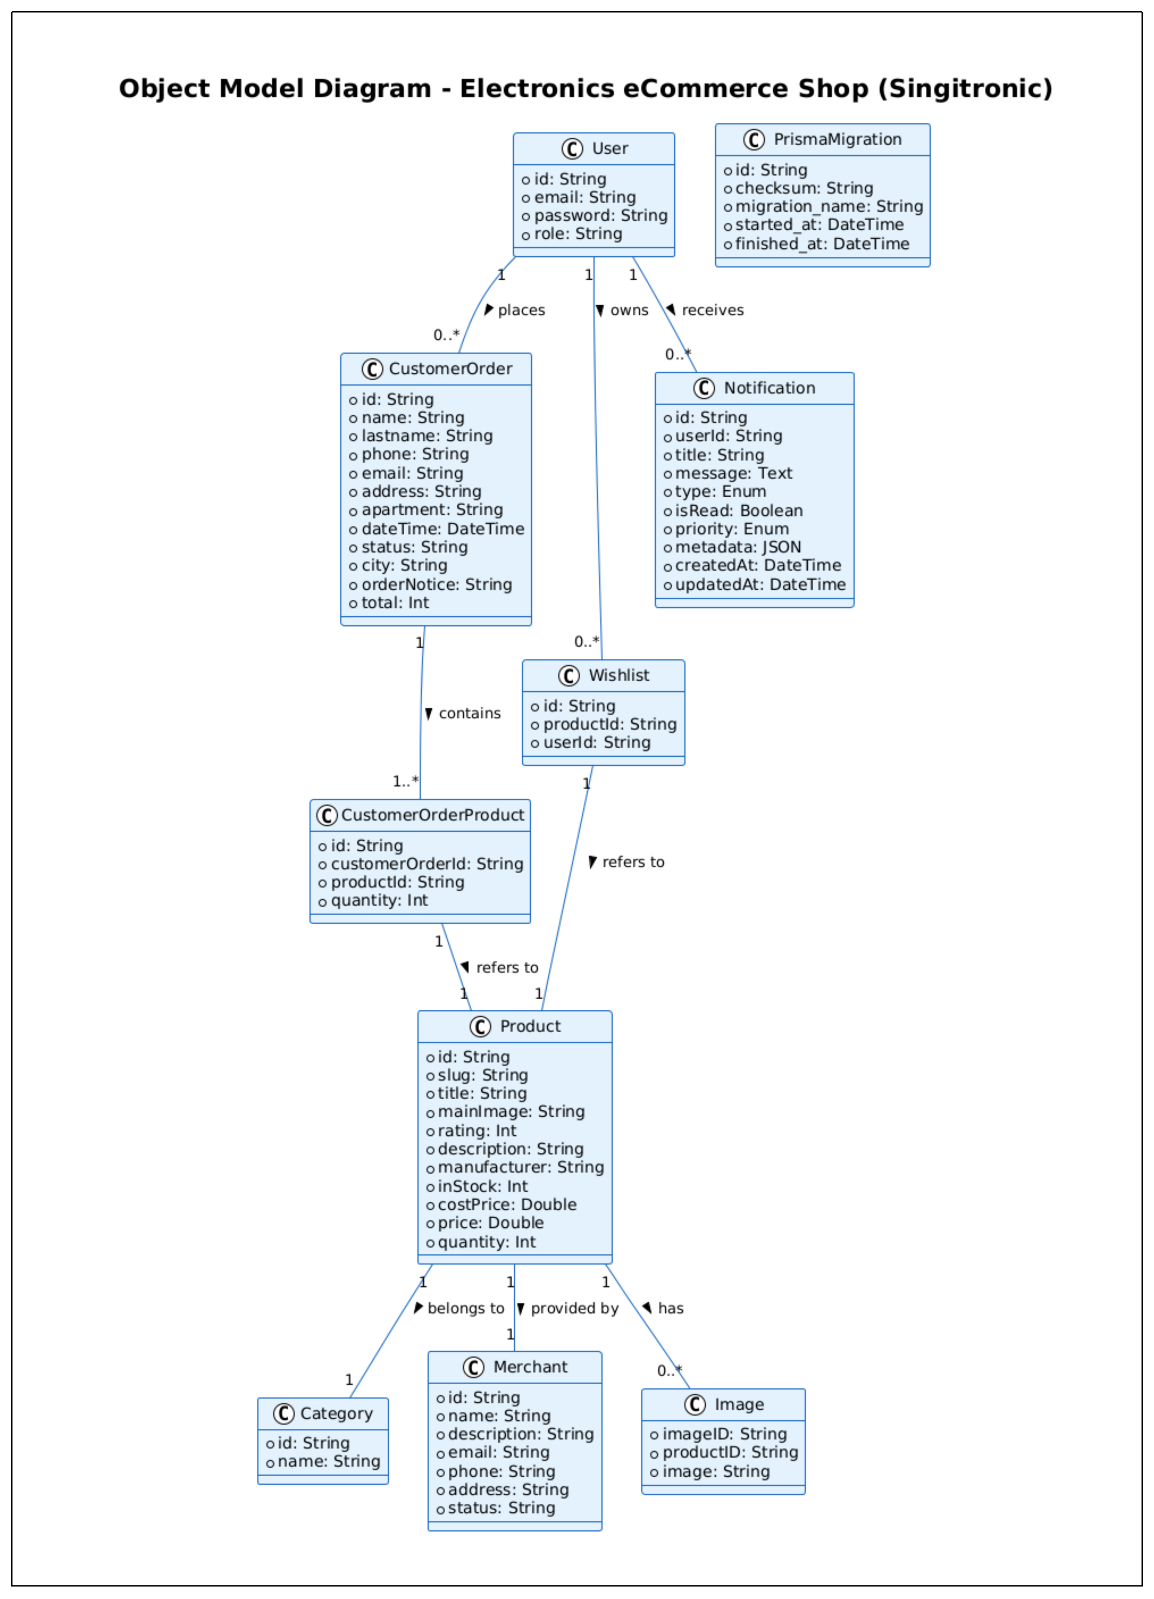 Object Model Diagram - Electronics eCommerce Shop (Singitronic)
C User
id: String
email: String
password: String
role: String
C PrismaMigration
id: String
checksum: String
migration_name: String
started_at: DateTime
finished_at: DateTime
1
1
1
places
owns
receives
0..*
0..*
C CustomerOrder
id: String
name: String
lastname: String
phone: String
email: String
address: String
apartment: String
dateTime: DateTime
status: String
city: String
orderNotice: String
total: Int
C Notification
id: String
userId: String
title: String
message: Text
type: Enum
isRead: Boolean
priority: Enum
metadata: JSON
createdAt: DateTime
updatedAt: DateTime
1
0..*
C Wishlist
id: String
productId: String
userId: String
contains
1..*
1
C CustomerOrderProduct
id: String
customerOrderId: String
productId: String
quantity: Int
refers to
1
refers to
1
1
C Product
id: String
slug: String
title: String
mainImage: String
rating: Int
description: String
manufacturer: String
inStock: Int
costPrice: Double
price: Double
quantity: Int
1
1
1
belongs to
provided by
has
1
1
0..*
C Category
id: String
name: String
C Merchant
id: String
name: String
description: String
email: String
phone: String
address: String
status: String
C Image
imageID: String
productID: String
image: String